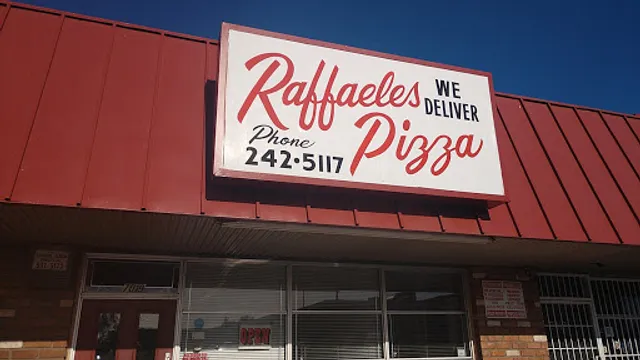 Raffaeles
WE
DELIVER
Phone
242·5117
Pizza
OPEN